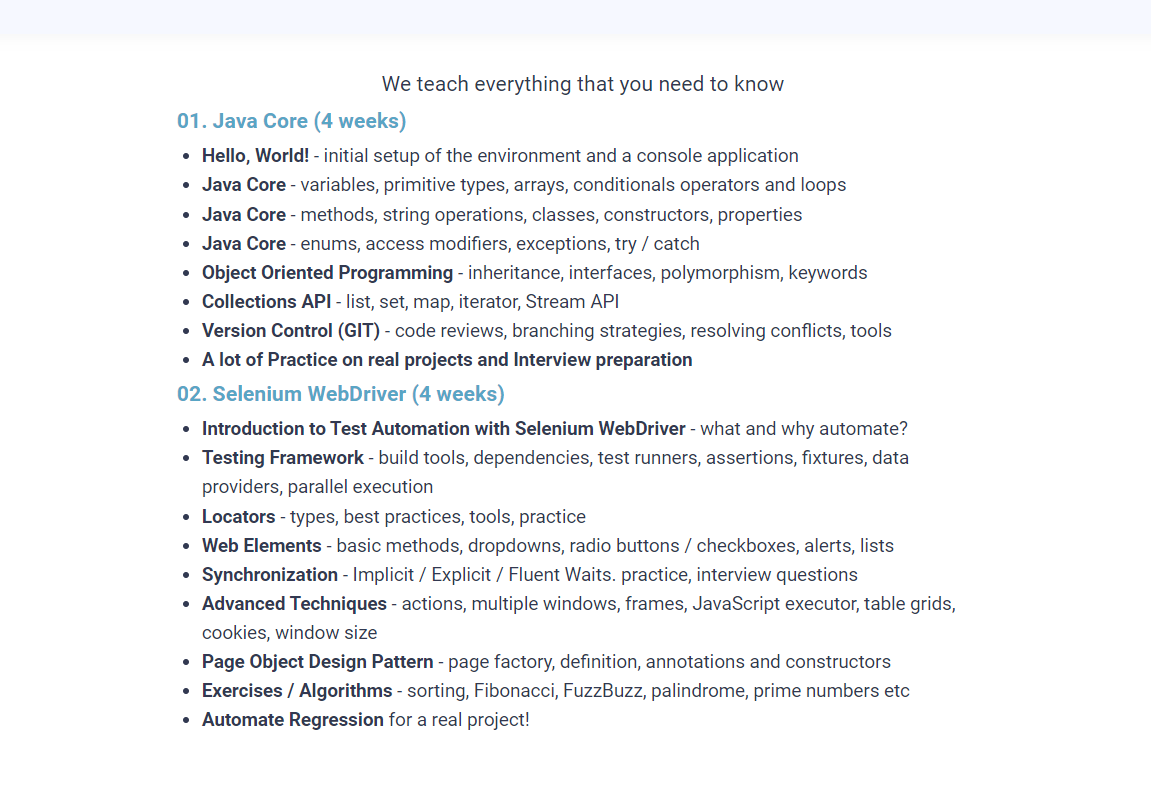 We teach everything that you need to know
01. Java Core (4 weeks)
• Hello, World! - initial setup of the environment and a console application
• Java Core - variables, primitive types, arrays, conditionals operators and loops
• Java Core - methods, string operations, classes, constructors, properties
• Java Core - enums, access modifiers, exceptions, try / catch
• Object Oriented Programming - inheritance, interfaces, polymorphism, keywords
• Collections API - list, set, map, iterator, Stream API
• Version Control (GIT) - code reviews, branching strategies, resolving conflicts, tools
• A lot of Practice on real projects and Interview preparation
02. Selenium WebDriver (4 weeks)
• Introduction to Test Automation with Selenium WebDriver - what and why automate?
• Testing Framework - build tools, dependencies, test runners, assertions, fixtures, data
providers, parallel execution
• Locators - types, best practices, tools, practice
• Web Elements - basic methods, dropdowns, radio buttons / checkboxes, alerts, lists
• Synchronization - Implicit / Explicit / Fluent Waits. practice, interview questions
• Advanced Techniques - actions, multiple windows, frames, JavaScript executor, table grids,
cookies, window size
• Page Object Design Pattern - page factory, definition, annotations and constructors
• Exercises / Algorithms - sorting, Fibonacci, FuzzBuzz, palindrome, prime numbers etc
• Automate Regression for a real project!